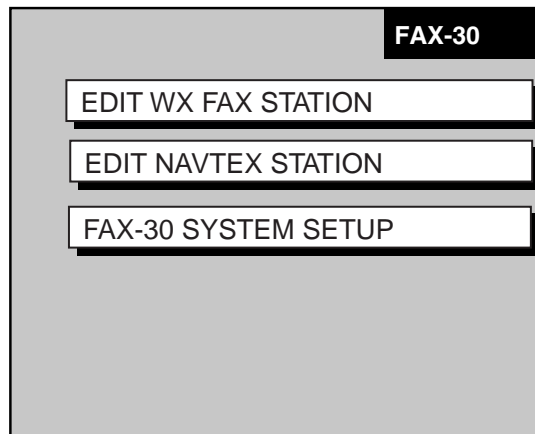 FAX-30
EDIT WX FAX STATION
EDIT NAVTEX STATION
FAX-30 SYSTEM SETUP